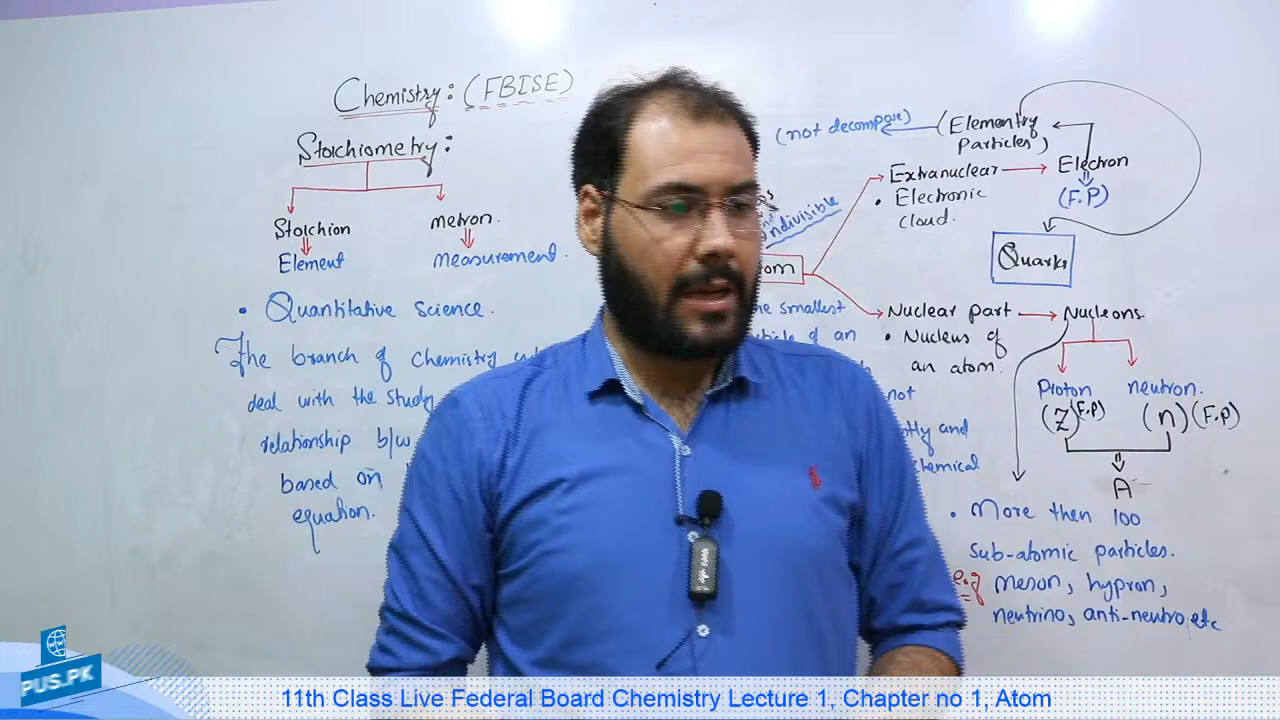 Chemistry: (FBISE)
Stoichiometry:
Stoichion
Element
metron.
measurement.
• Quantitative science.
The branch of chemistry
deal with the study
relationship b/w
based on
equation.
indivisible
om
he smallest
of an
not
tly and
hemical
(not decompose)
(Elementry
Particles)
Extranuclear
Electron
(F.P)
• Electronic
cloud.
Quarks
Nuclear part
Nucleons.
• Nucleus of
an atom.
Proton
neutron.
(Z)(F.P)
(n)(F.P)
A
• More then 100
sub-atomic particles.
e.g meson, hypron,
neutrino, anti-neutro, etc
PUS.PK
11th Class Live Federal Board Chemistry Lecture 1, Chapter no 1, Atom